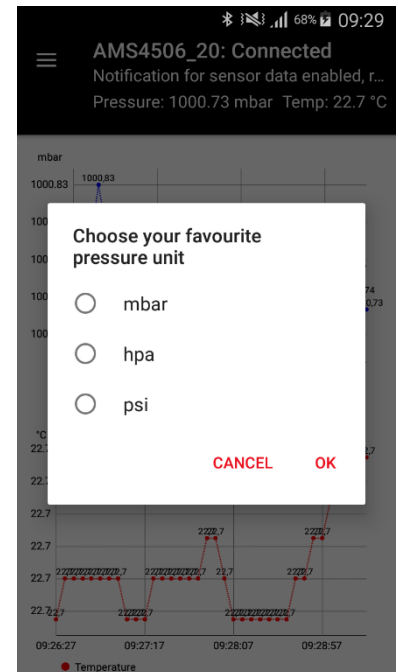 68% 09:29
AMS4506_20: Connected
Notification for sensor data enabled, r...
Pressure: 1000.73 mbar Temp: 22.7 °C
mbar
1000.83
1000,83
Choose your favourite
pressure unit
mbar
hpa
psi
CANCEL OK
°C
22.7
22.7
22.7
22.7
09:26:27 09:27:17 09:28:07 09:28:57
Temperature